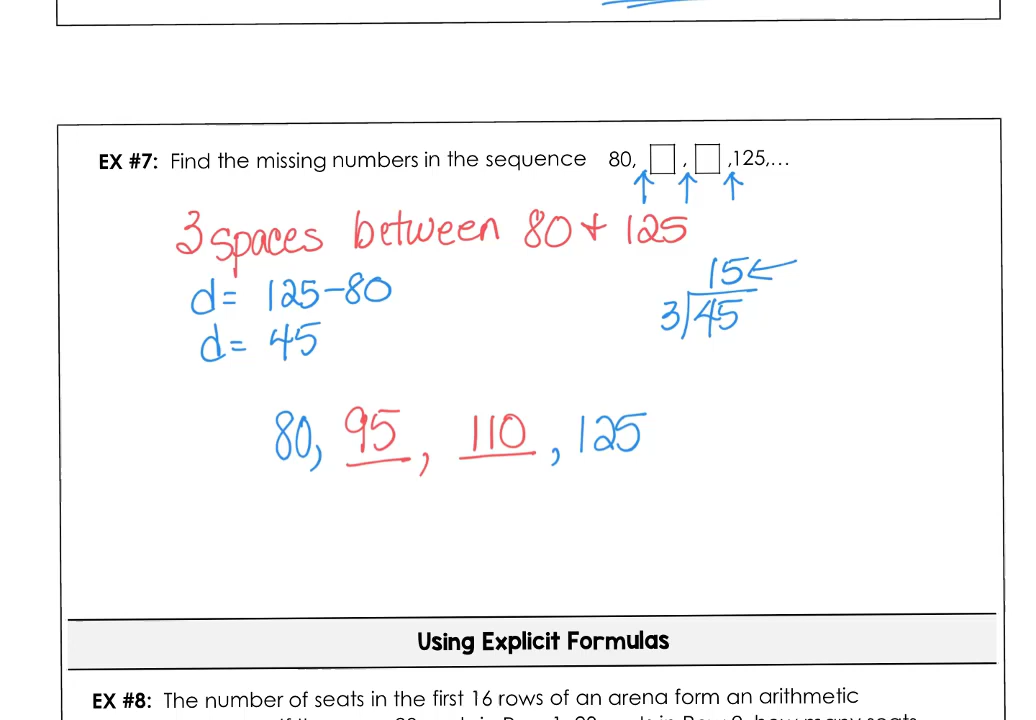 EX #7: Find the missing numbers in the sequence 80, □ , □ ,125,...
3 spaces between 80 + 125
d= 125-80
d= 45
15
3 45
80, 95, 110, 125
Using Explicit Formulas
EX #8: The number of seats in the first 16 rows of an arena form an arithmetic